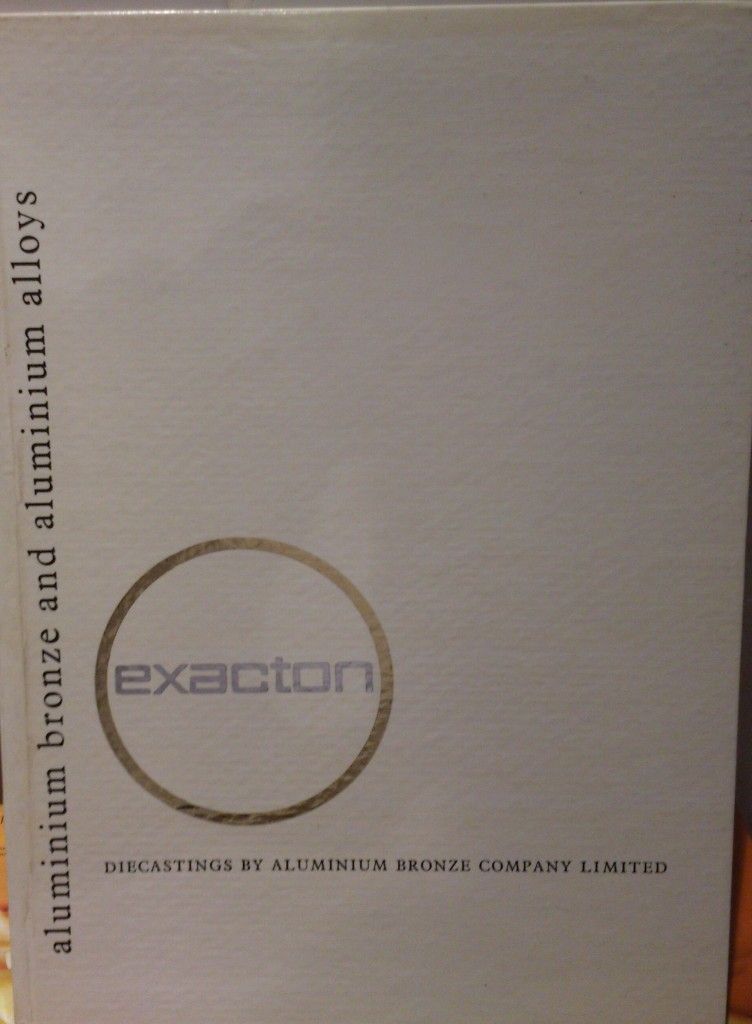 aluminium bronze and aluminium alloys
exacton
DIECASTINGS BY ALUMINIUM BRONZE COMPANY LIMITED